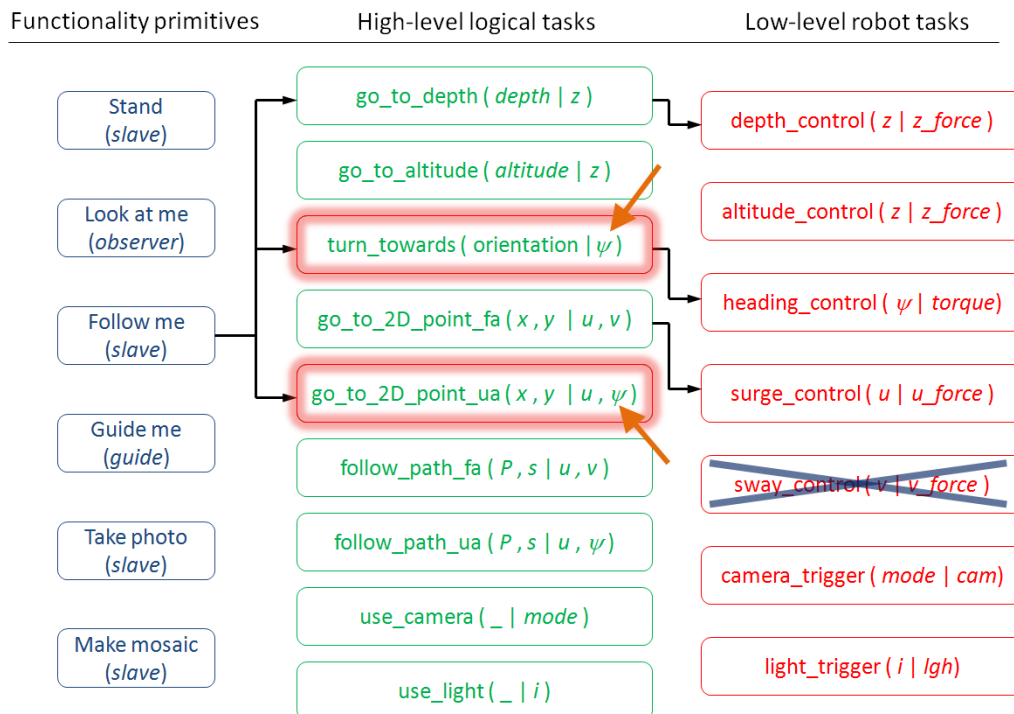 Functionality primitives
High-level logical tasks
Low-level robot tasks
Stand
(slave)
Look at me
(observer)
Follow me
(slave)
Guide me
(guide)
Take photo
(slave)
Make mosaic
(slave)
go_to_depth ( depth | z )
go_to_altitude ( altitude | z )
turn_towards ( orientation | ψ )
go_to_2D_point_fa ( x , y | u , v )
go_to_2D_point_ua ( x , y | u , ψ )
follow_path_fa ( P , s | u , v )
follow_path_ua ( P , s | u , ψ )
use_camera ( _ | mode )
use_light ( _ | i )
depth_control ( z | z_force )
altitude_control ( z | z_force )
heading_control ( ψ | torque)
surge_control ( u | u_force )
sway_control ( v | v_force )
camera_trigger ( mode | cam)
light_trigger ( i | lgh)